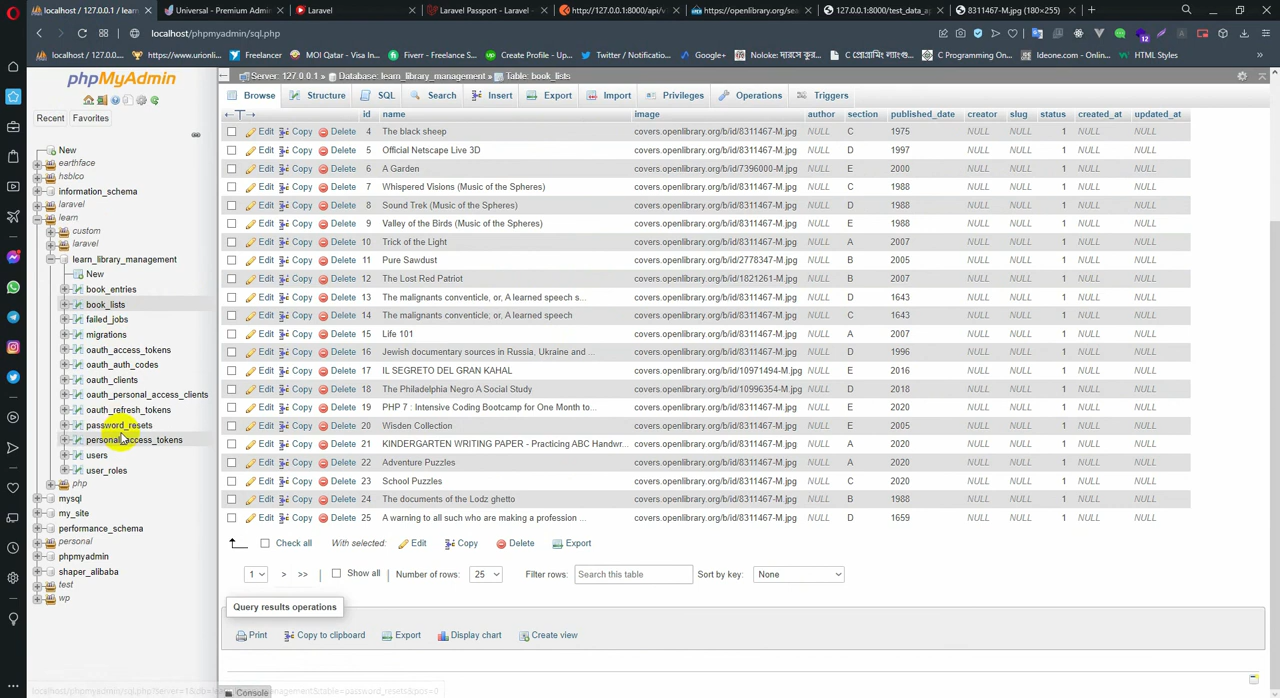 localhost / 127.0.0.1 / learn
Universal - Premium Admin
Laravel
Laravel Passport - Laravel
http://127.0.0.1:8000/api/v
https://openlibrary.org/sea
127.0.0.1:8000/test_data_a
8311467-M.jpg (180×255)
localhost/phpmyadmin/sql.php
localhost / 127.0.0....
https://www.urionli...
Freelancer
MOI Qatar - Visa In...
Fiverr - Freelance S...
Create Profile - Up...
Twitter / Notificatio...
Google+
C Programming On...
Ideone.com - Onlin...
HTML Styles
phpMyAdmin
Recent
Favorites
New
earthface
hsblco
information_schema
laravel
learn
custom
laravel
learn_library_management
New
book_entries
book_lists
failed_jobs
migrations
oauth_access_tokens
oauth_auth_codes
oauth_clients
oauth_personal_access_clients
oauth_refresh_tokens
password_resets
personal_access_tokens
users
user_roles
php
mysql
my_site
performance_schema
personal
phpmyadmin
shaper_alibaba
test
wp
Server: 127.0.0.1 » Database: learn_library_management » Table: book_lists
Browse Structure SQL Search Insert Export Import Privileges Operations Triggers
id name image author section published_date creator slug status created_at updated_at
Edit Copy Delete 4 The black sheep covers.openlibrary.org/b/id/8311467-M.jpg NULL C 1975 NULL NULL 1 NULL NULL
Edit Copy Delete 5 Official Netscape Live 3D covers.openlibrary.org/b/id/8311467-M.jpg NULL D 1997 NULL NULL 1 NULL NULL
Edit Copy Delete 6 A Garden covers.openlibrary.org/b/id/7396000-M.jpg NULL E 2000 NULL NULL 1 NULL NULL
Edit Copy Delete 7 Whispered Visions (Music of the Spheres) covers.openlibrary.org/b/id/8311467-M.jpg NULL C 1988 NULL NULL 1 NULL NULL
Edit Copy Delete 8 Sound Trek (Music of the Spheres) covers.openlibrary.org/b/id/8311467-M.jpg NULL D 1988 NULL NULL 1 NULL NULL
Edit Copy Delete 9 Valley of the Birds (Music of the Spheres) covers.openlibrary.org/b/id/8311467-M.jpg NULL E 1988 NULL NULL 1 NULL NULL
Edit Copy Delete 10 Trick of the Light covers.openlibrary.org/b/id/8311467-M.jpg NULL A 2007 NULL NULL 1 NULL NULL
Edit Copy Delete 11 Pure Sawdust covers.openlibrary.org/b/id/2778347-M.jpg NULL B 2005 NULL NULL 1 NULL NULL
Edit Copy Delete 12 The Lost Red Patriot covers.openlibrary.org/b/id/1821261-M.jpg NULL B 2007 NULL NULL 1 NULL NULL
Edit Copy Delete 13 The malignants conventicle, or, A learned speech s... covers.openlibrary.org/b/id/8311467-M.jpg NULL D 1643 NULL NULL 1 NULL NULL
Edit Copy Delete 14 The malignants conventicle, or, A learned speech covers.openlibrary.org/b/id/8311467-M.jpg NULL C 1643 NULL NULL 1 NULL NULL
Edit Copy Delete 15 Life 101 covers.openlibrary.org/b/id/8311467-M.jpg NULL A 2007 NULL NULL 1 NULL NULL
Edit Copy Delete 16 Jewish documentary sources in Russia, Ukraine and ... covers.openlibrary.org/b/id/8311467-M.jpg NULL D 1996 NULL NULL 1 NULL NULL
Edit Copy Delete 17 IL SEGRETO DEL GRAN KAHAL covers.openlibrary.org/b/id/10971494-M.jpg NULL E 2016 NULL NULL 1 NULL NULL
Edit Copy Delete 18 The Philadelphia Negro A Social Study covers.openlibrary.org/b/id/10996354-M.jpg NULL D 2018 NULL NULL 1 NULL NULL
Edit Copy Delete 19 PHP 7 : Intensive Coding Bootcamp for One Month to... covers.openlibrary.org/b/id/8311467-M.jpg NULL E 2020 NULL NULL 1 NULL NULL
Edit Copy Delete 20 Wisden Collection covers.openlibrary.org/b/id/8311467-M.jpg NULL E 2005 NULL NULL 1 NULL NULL
Edit Copy Delete 21 KINDERGARTEN WRITING PAPER - Practicing ABC Handwr... covers.openlibrary.org/b/id/8311467-M.jpg NULL A 2020 NULL NULL 1 NULL NULL
Edit Copy Delete 22 Adventure Puzzles covers.openlibrary.org/b/id/8311467-M.jpg NULL A 2020 NULL NULL 1 NULL NULL
Edit Copy Delete 23 School Puzzles covers.openlibrary.org/b/id/8311467-M.jpg NULL C 2020 NULL NULL 1 NULL NULL
Edit Copy Delete 24 The documents of the Lodz ghetto covers.openlibrary.org/b/id/8311467-M.jpg NULL B 1988 NULL NULL 1 NULL NULL
Edit Copy Delete 25 A warning to all such who are making a profession ... covers.openlibrary.org/b/id/8311467-M.jpg NULL D 1659 NULL NULL 1 NULL NULL
Check all With selected: Edit Copy Delete Export
1 > >> Show all Number of rows: 25 Filter rows: Search this table Sort by key: None
Query results operations
Print Copy to clipboard Export Display chart Create view
Console